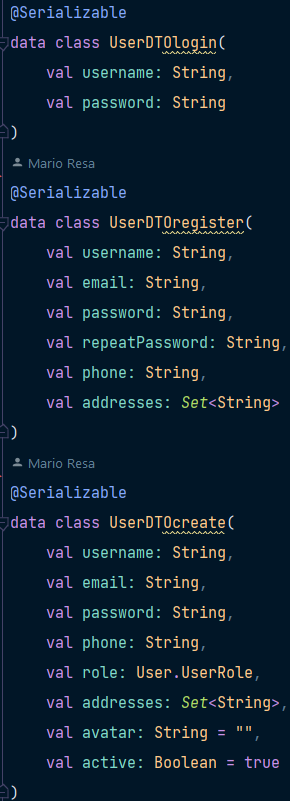 @Serializable
data class UserDTOlogin(
    val username: String,
    val password: String
)
Mario Resa
@Serializable
data class UserDTOregister(
    val username: String,
    val email: String,
    val password: String,
    val repeatPassword: String,
    val phone: String,
    val addresses: Set<String>
)
Mario Resa
@Serializable
data class UserDTOcreate(
    val username: String,
    val email: String,
    val password: String,
    val phone: String,
    val role: User.UserRole,
    val addresses: Set<String>,
    val avatar: String = "",
    val active: Boolean = true
)